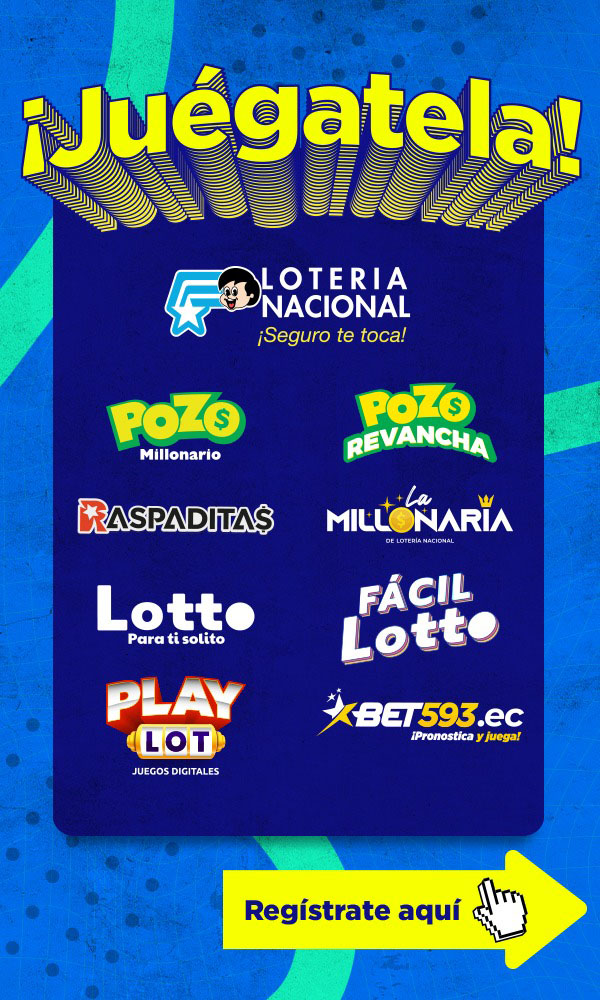 ¡Juégatela!
LOTERIA
NACIONAL
¡Seguro te toca!
POZO
Millonario
POZO
REVANCHA
RASPADITA$
La
MILLONARIA
DE LOTERÍA NACIONAL
Lotto
Para ti solito
FÁCIL
Lotto
PLAY
LOT
JUEGOS DIGITALES
BET593.ec
¡Pronostica y juega!
Regístrate aquí